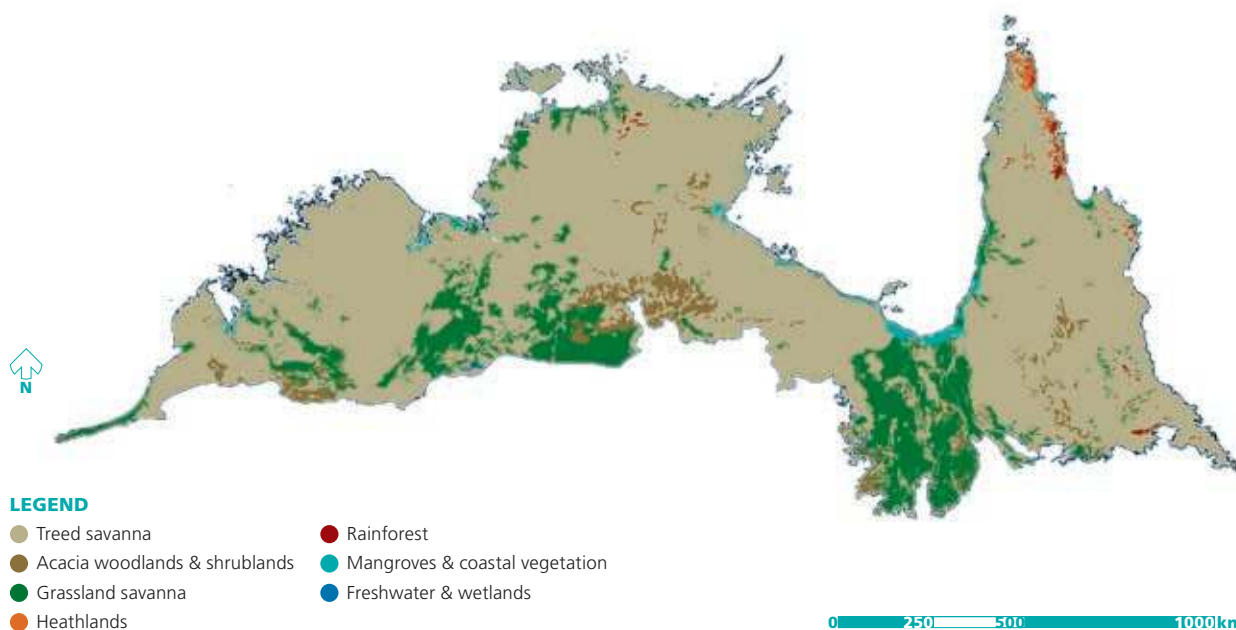 N
LEGEND
Treed savanna
Acacia woodlands & shrublands
Grassland savanna
Heathlands
Rainforest
Mangroves & coastal vegetation
Freshwater & wetlands
0 250 500 1000 km